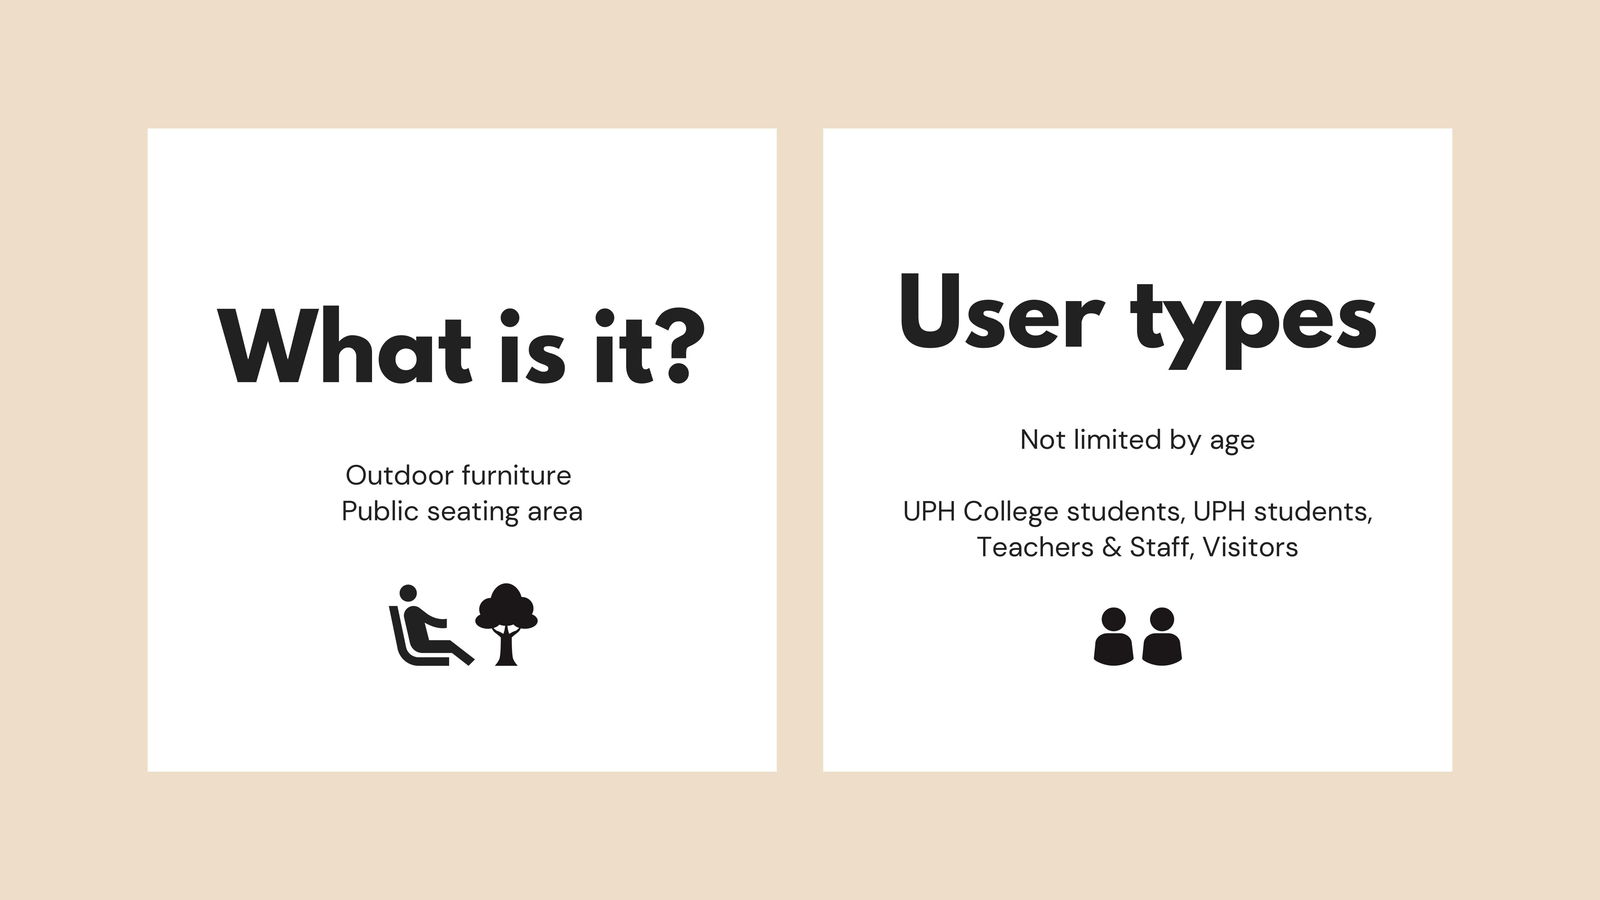 What is it?
Outdoor furniture
Public seating area
User types
Not limited by age
UPH College students, UPH students,
Teachers & Staff, Visitors